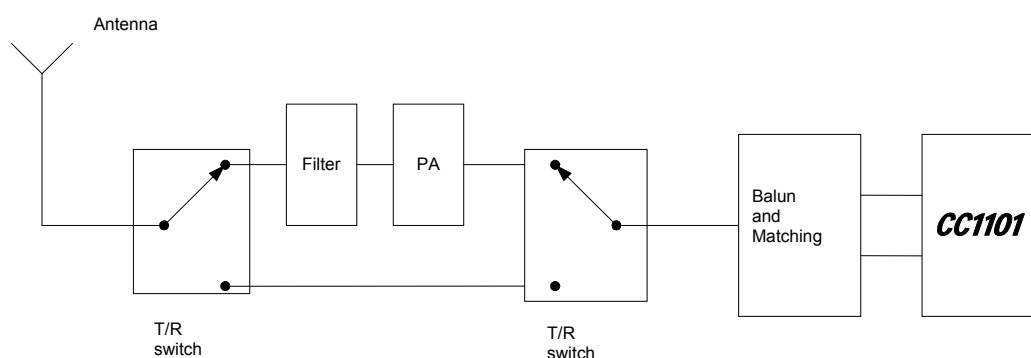 Antenna
Filter
PA
Balun
and
Matching
CC1101
T/R
switch
T/R
switch